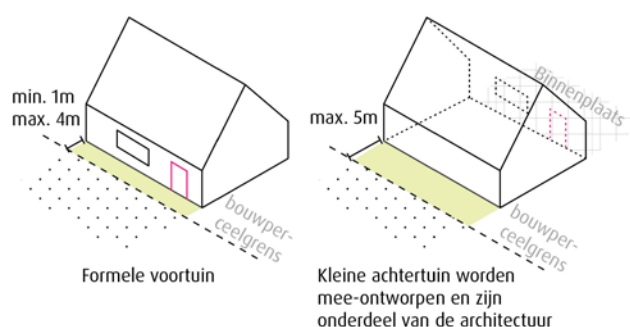 min. 1m
max. 4m
bouwper-
ceelgrens
Formele voortuin
Binnenplaats
max. 5m
bouwper-
ceelgrens
Kleine achtertuin worden
mee-ontworpen en zijn
onderdeel van de architectuur